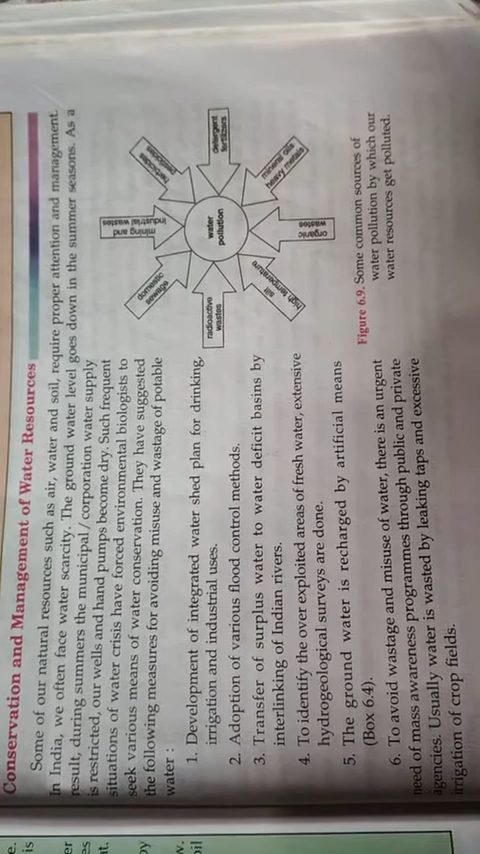 Conservation and Management of Water Resources
Some of our natural resources such as air, water and soil, require proper attention and management.
In India, we often face water scarcity. The ground water level goes down in the summer seasons. As a
result, during summers the municipal/corporation water supply
is restricted, our wells and hand pumps become dry. Such frequent
situations of water crisis have forced environmental biologists to
seek various means of water conservation. They have suggested
the following measures for avoiding misuse and wastage of potable
water :
1. Development of integrated water shed plan for drinking,
irrigation and industrial uses.
2. Adoption of various flood control methods.
3. Transfer of surplus water to water deficit basins by
interlinking of Indian rivers.
4. To identify the over exploited areas of fresh water, extensive
hydrogeological surveys are done.
5. The ground water is recharged by artificial means
(Box 6.4).
6. To avoid wastage and misuse of water, there is an urgent
need of mass awareness programmes through public and private
agencies. Usually water is wasted by leaking taps and excessive
irrigation of crop fields.
domestic
sewage
mining and
industrial wastes
herbicides
pesticides
radioactive
wastes
water
pollution
detergent
fertilizers
silt
high temperature
organic
wastes
mineral oils
heavy metals
Figure 6.9. Some common sources of
water pollution by which our
water resources get polluted.
e.
is
er
es
at.
by
w.
oil